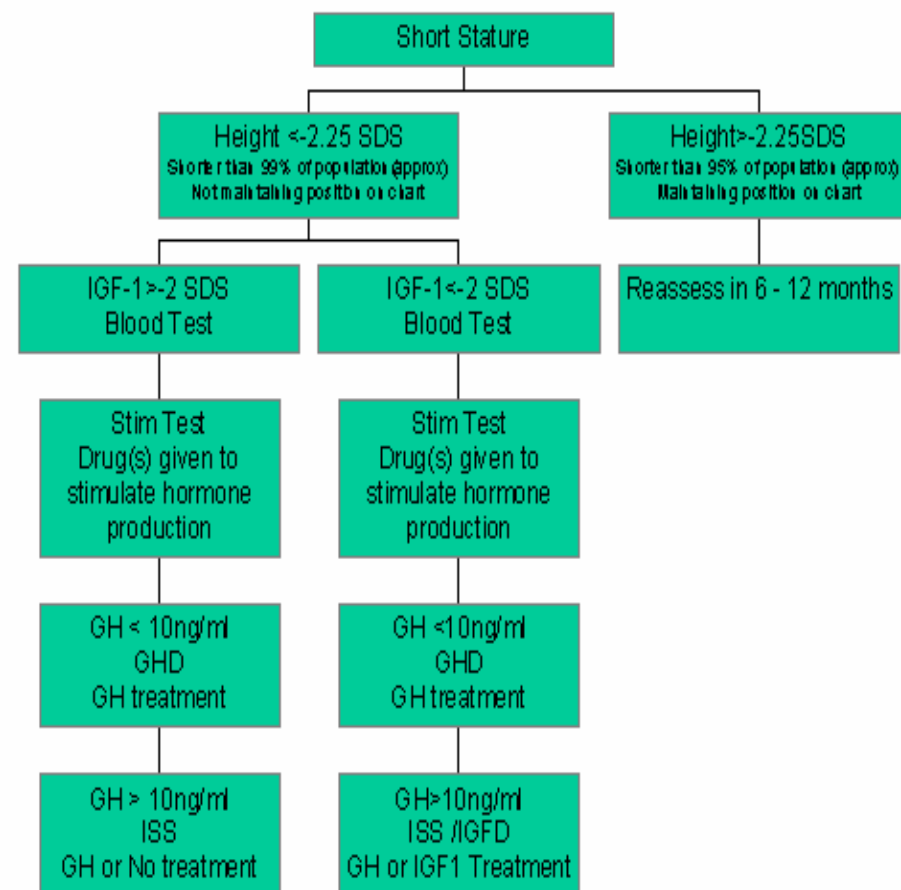 Short Stature
Height <-2.25 SDS
Shorter than 99% of population (approx)
Not maintaining position on chart
Height>-2.25SDS
Shorter than 95% of population (approx)
Maintaining position on chart
IGF-1>-2 SDS
Blood Test
IGF-1<-2 SDS
Blood Test
Reassess in 6 - 12 months
Stim Test
Drug(s) given to
stimulate hormone
production
Stim Test
Drug(s) given to
stimulate hormone
production
GH < 10ng/ml
GHD
GH treatment
GH <10ng/ml
GHD
GH treatment
GH > 10ng/ml
ISS
GH or No treatment
GH>10ng/ml
ISS /IGFD
GH or IGF1 Treatment